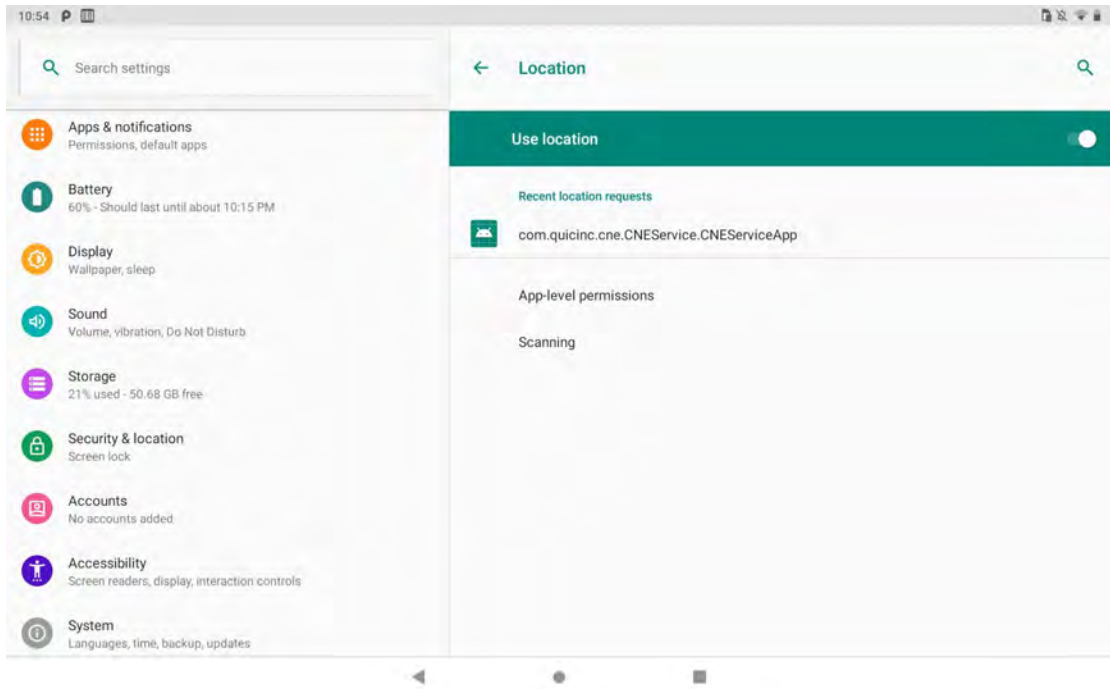 10:54 P
Search settings
Location
Apps & notifications
Permissions, default apps
Use location
Battery
60% - Should last until about 10:15 PM
Recent location requests
com.quicinc.cne.CNEService.CNEServiceApp
Display
Wallpaper, sleep
App-level permissions
Sound
Volume, vibration, Do Not Disturb
Scanning
Storage
21% used - 50.68 GB free
Security & location
Screen lock
Accounts
No accounts added
Accessibility
Screen readers, display, interaction controls
System
Languages, time, backup, updates